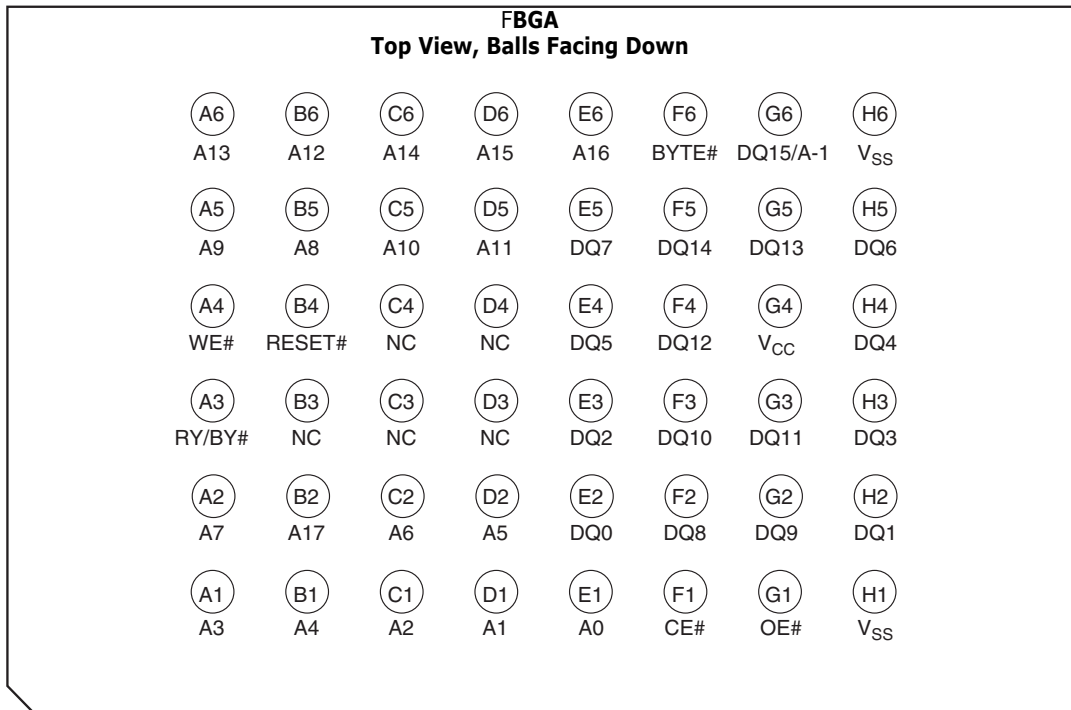 FBGA
Top View, Balls Facing Down
A6 B6 C6 D6 E6 F6 G6 H6
A13 A12 A14 A15 A16 BYTE# DQ15/A-1 VSS
A5 B5 C5 D5 E5 F5 G5 H5
A9 A8 A10 A11 DQ7 DQ14 DQ13 DQ6
A4 B4 C4 D4 E4 F4 G4 H4
WE# RESET# NC NC DQ5 DQ12 VCC DQ4
A3 B3 C3 D3 E3 F3 G3 H3
RY/BY# NC NC NC DQ2 DQ10 DQ11 DQ3
A2 B2 C2 D2 E2 F2 G2 H2
A7 A17 A6 A5 DQ0 DQ8 DQ9 DQ1
A1 B1 C1 D1 E1 F1 G1 H1
A3 A4 A2 A1 A0 CE# OE# VSS